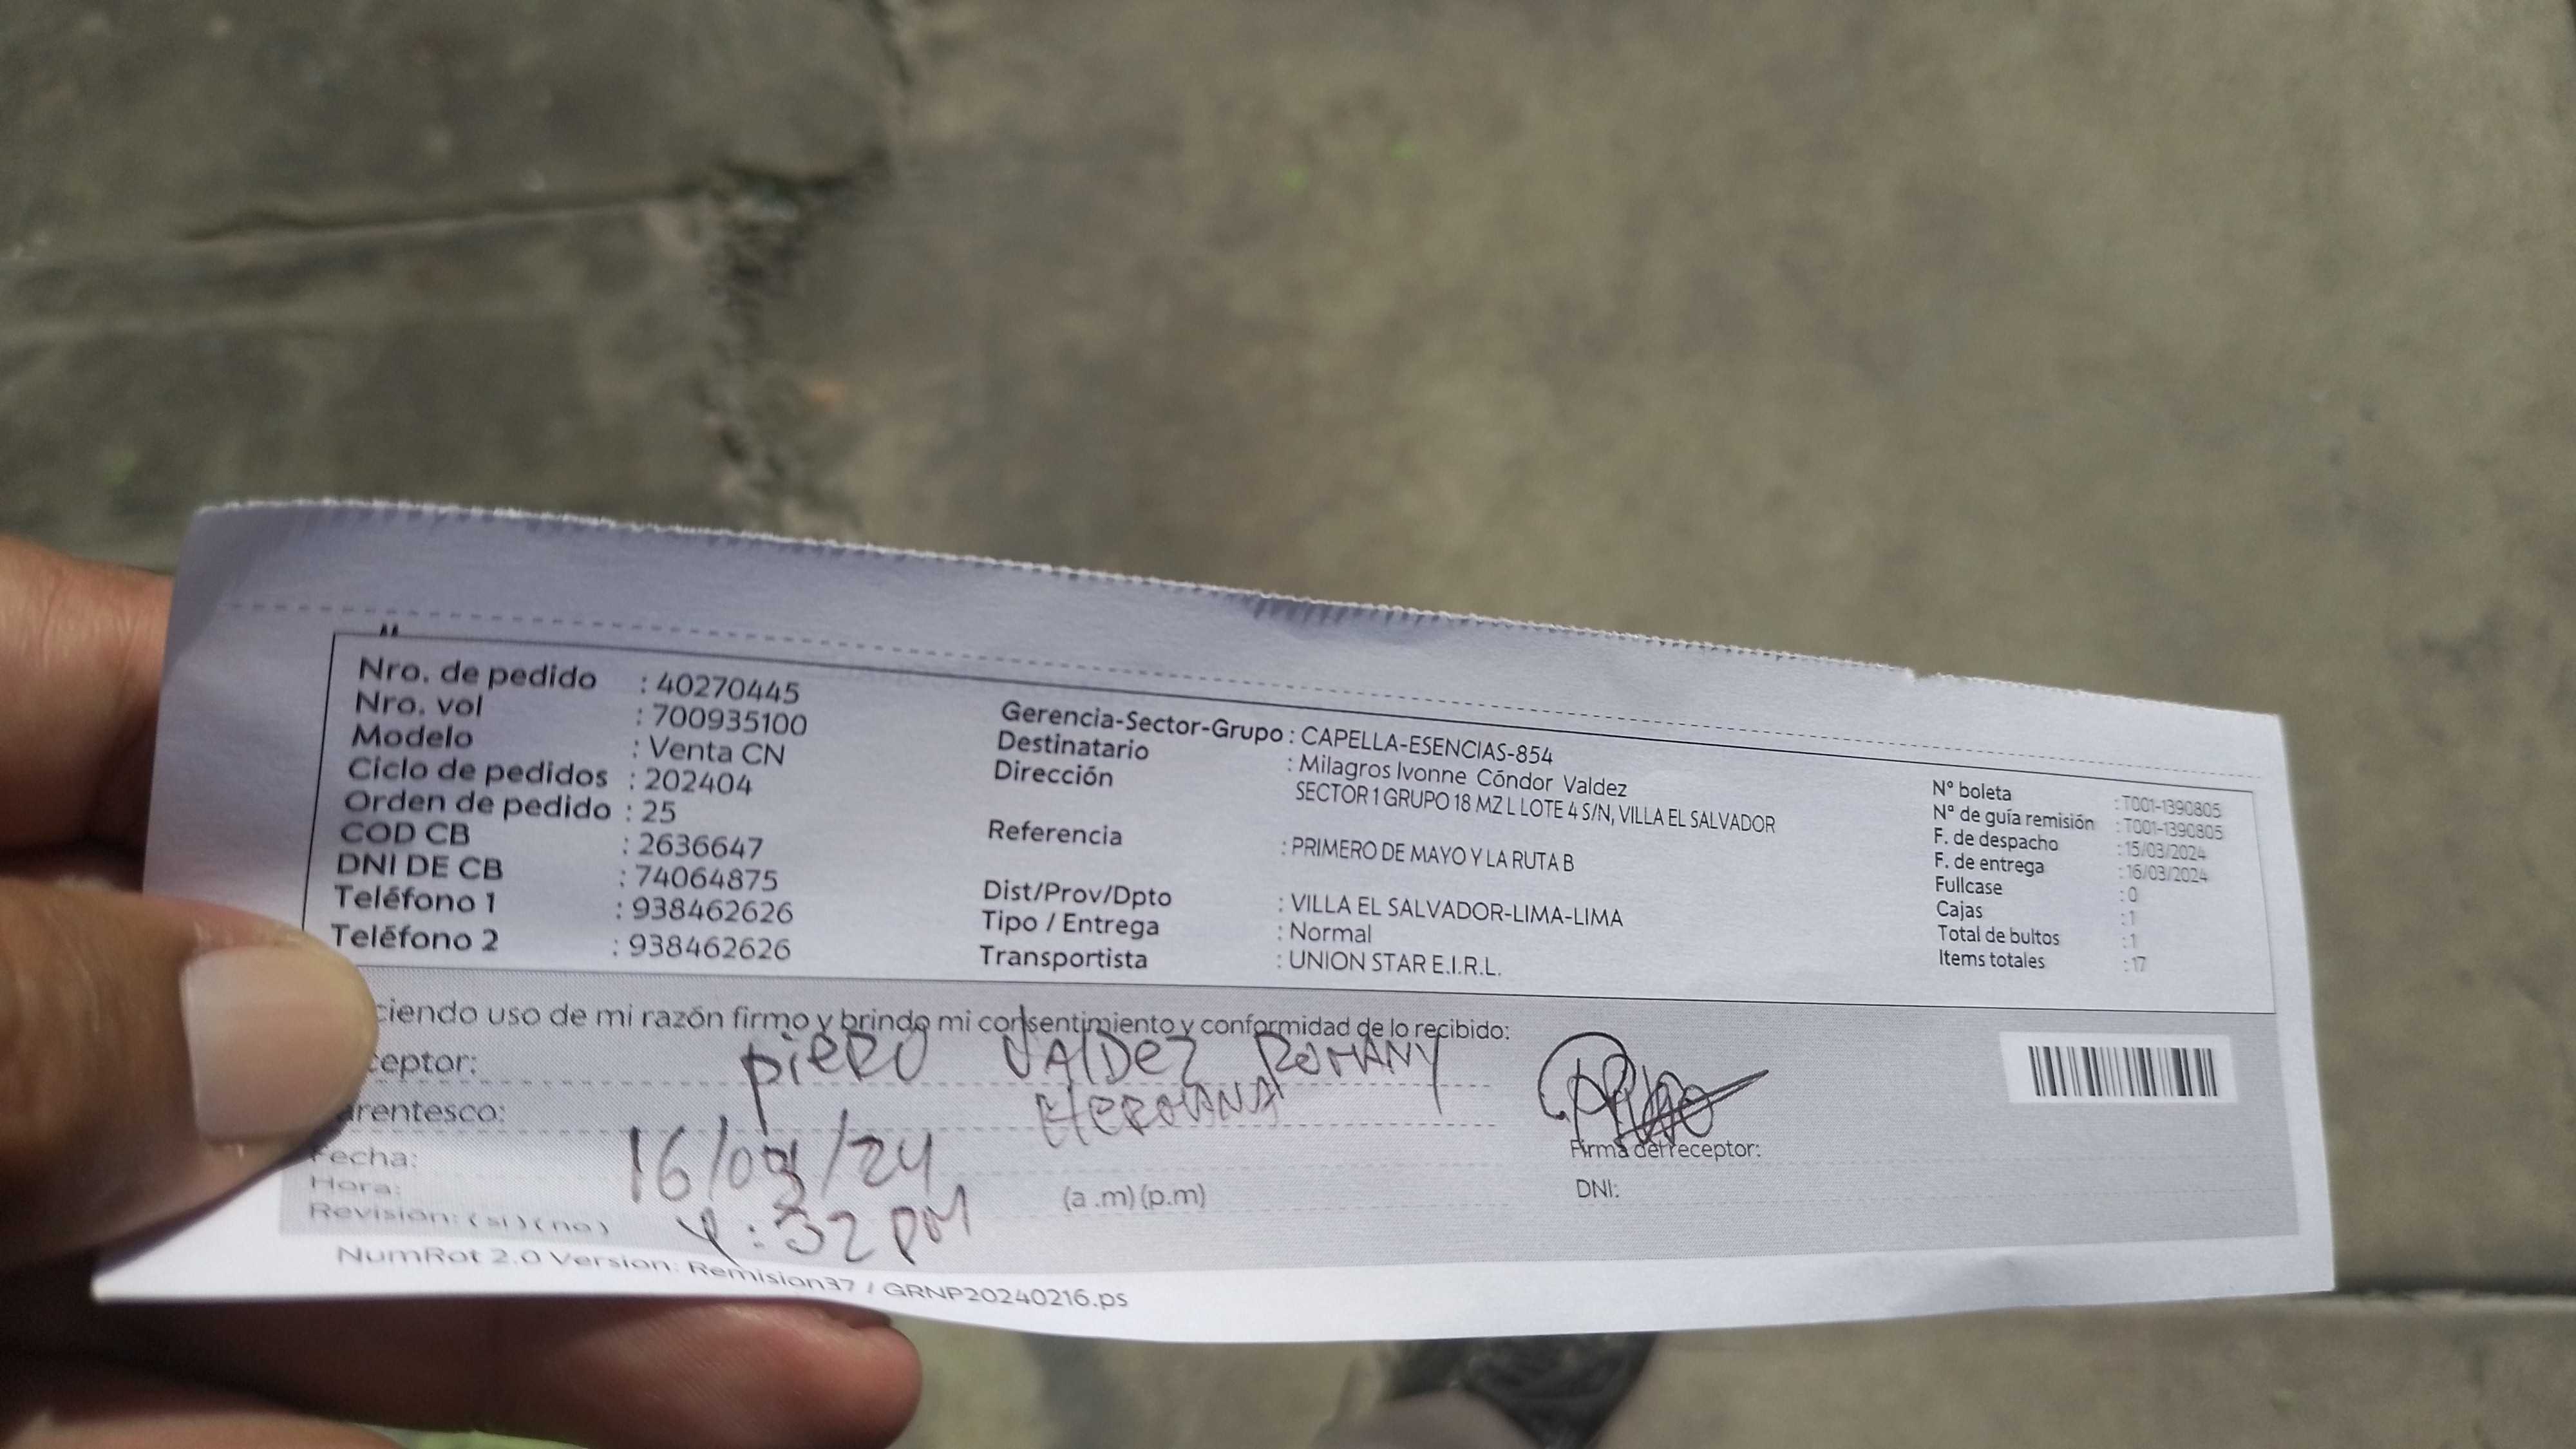 Nro. de pedido : 40270445
Nro. vol : 700935100
Modelo : Venta CN
Ciclo de pedidos : 202404
Orden de pedido : 25
COD CB : 2636647
DNI DE CB : 74064875
Teléfono 1 : 938462626
Teléfono 2 : 938462626
Gerencia-Sector-Grupo : CAPELLA-ESENCIAS-854
Destinatario : Milagros Ivonne Cóndor Valdez
Dirección SECTOR 1 GRUPO 18 MZ L LOTE 4 S/N, VILLA EL SALVADOR
Referencia : PRIMERO DE MAYO Y LA RUTA B
Dist/Prov/Dpto : VILLA EL SALVADOR-LIMA-LIMA
Tipo / Entrega : Normal
Transportista : UNION STAR E.I.R.L.
N° boleta : T001-1390805
N° de guía remisión : T001-1390805
F. de despacho : 15/03/2024
F. de entrega : 16/03/2024
Fullcase : 0
Cajas : 1
Total de bultos : 1
Items totales : 17
ciendo uso de mi razón firmo y brindo mi consentimiento y conformidad de lo recibido:
ceptor: PIERO VALDEZ ROMANY
arentesco: HERMANA
Fecha: 16/03/24
Hora: 4:32 PM (a.m) (p.m)
Revisión: (si) (no)
Firma del receptor:
DNI:
NumRot 2.0 Version: Remision37 / GRNP20240216.ps